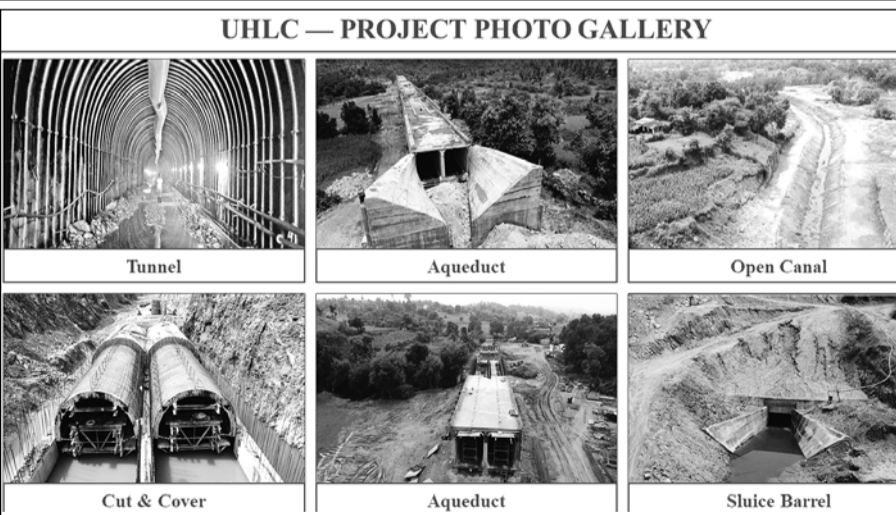 UHLC — PROJECT PHOTO GALLERY
Tunnel
Aqueduct
Open Canal
Cut & Cover
Aqueduct
Sluice Barrel